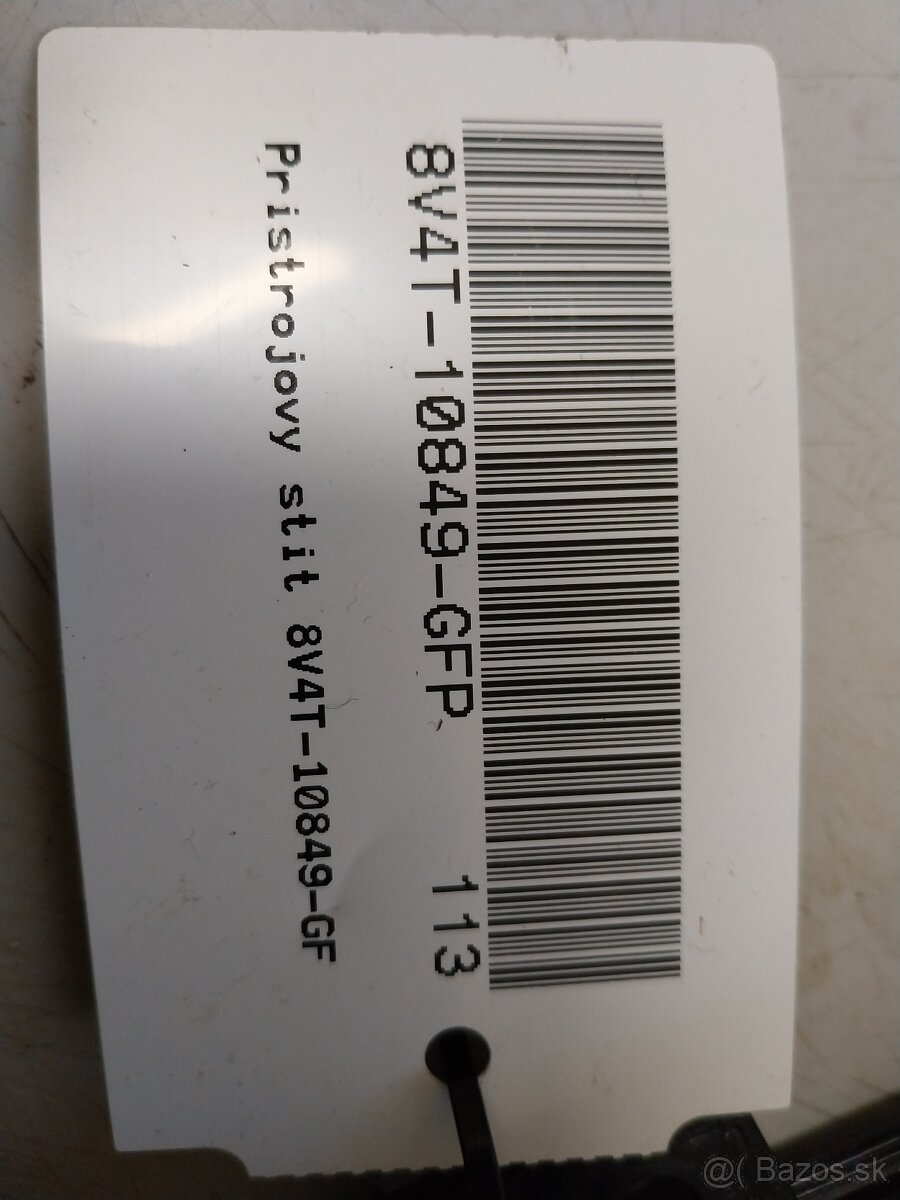 8V4T-10849-GFP 113
Pristrojovy stit 8V4T-10849-GF
@( Bazos.sk